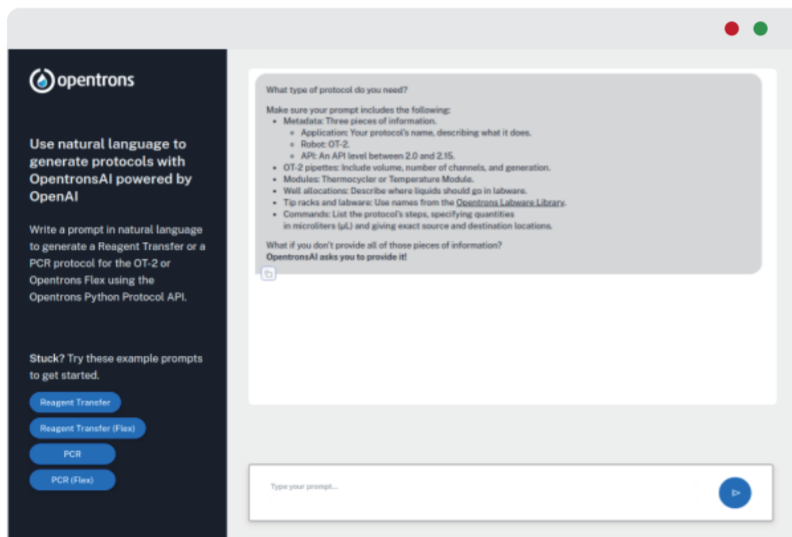 opentrons
Use natural language to
generate protocols with
OpentronsAI powered by
OpenAI
Write a prompt in natural language
to generate a Reagent Transfer or a
PCR protocol for the OT-2 or
Opentrons Flex using the
Opentrons Python Protocol API.
Stuck? Try these example prompts
to get started.
Reagent Transfer
Reagent Transfer (Flex)
PCR
PCR (Flex)
What type of protocol do you need?
Make sure your prompt includes the following:
• Metadata: Three pieces of information.
◦ Application: Your protocol's name, describing what it does.
◦ Robot: OT-2.
◦ API: An API level between 2.0 and 2.15.
• OT-2 pipettes: Include volume, number of channels, and generation.
• Modules: Thermocycler or Temperature Module.
• Well allocations: Describe where liquids should go in labware.
• Tip racks and labware: Use names from the Opentrons Labware Library.
• Commands: List the protocol's steps, specifying quantities
in microliters (μL) and giving exact source and destination locations.
What if you don't provide all of those pieces of information?
OpentronsAI asks you to provide it!
Type your prompt...